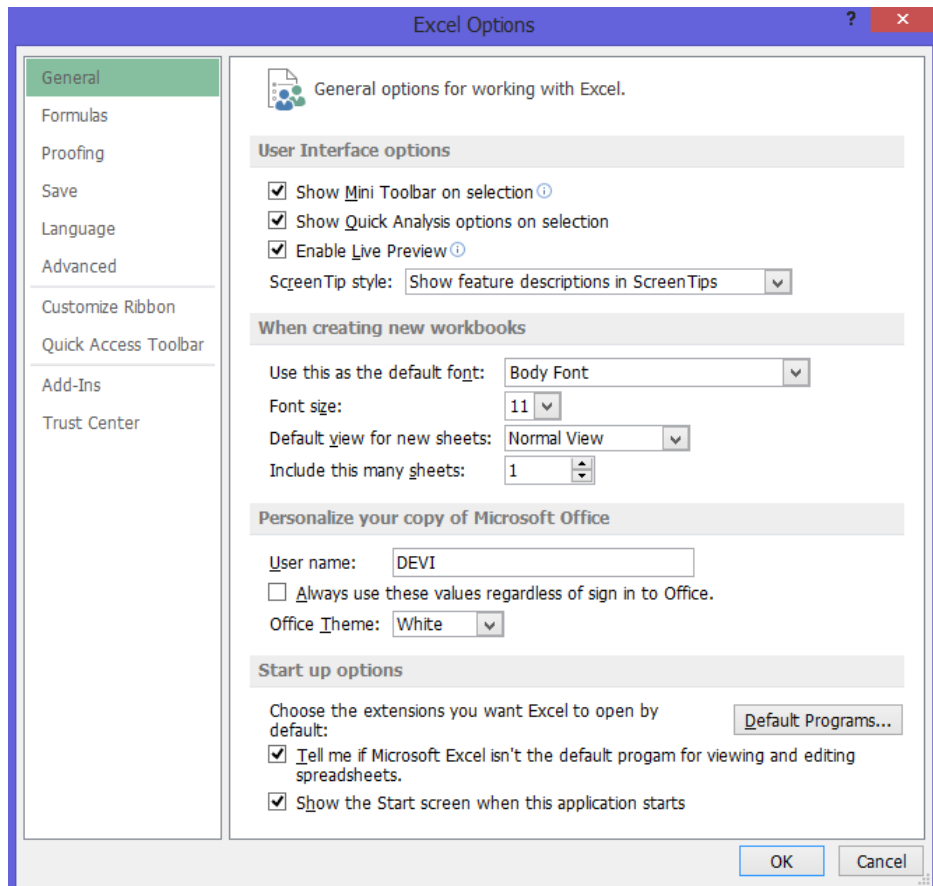 Excel Options
?
General
Formulas
Proofing
Save
Language
Advanced
Customize Ribbon
Quick Access Toolbar
Add-Ins
Trust Center
General options for working with Excel.
User Interface options
Show Mini Toolbar on selection
Show Quick Analysis options on selection
Enable Live Preview
ScreenTip style: Show feature descriptions in ScreenTips
When creating new workbooks
Use this as the default font: Body Font
Font size: 11
Default view for new sheets: Normal View
Include this many sheets: 1
Personalize your copy of Microsoft Office
User name: DEVI
Always use these values regardless of sign in to Office.
Office Theme: White
Start up options
Choose the extensions you want Excel to open by
default:
Default Programs...
Tell me if Microsoft Excel isn't the default progam for viewing and editing
spreadsheets.
Show the Start screen when this application starts
OK Cancel